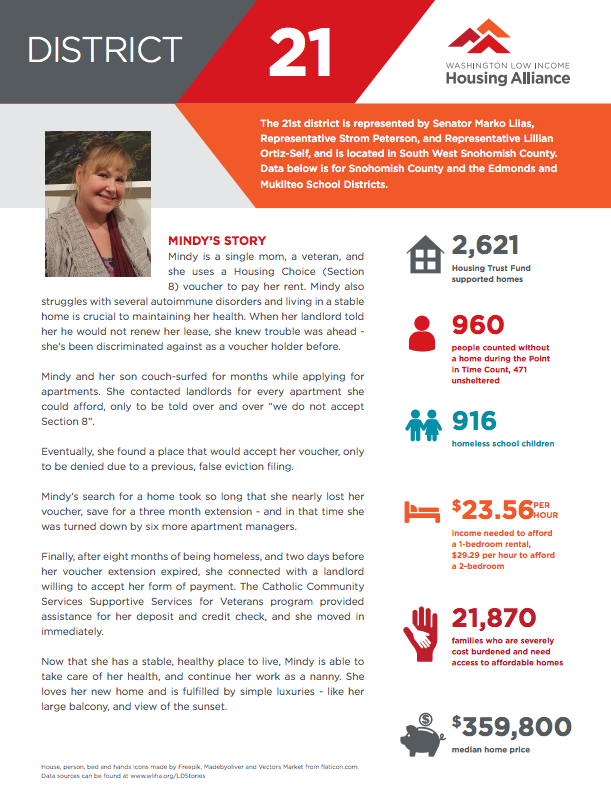 DISTRICT
21
WASHINGTON LOW INCOME
Housing Alliance
The 21st district is represented by Senator Marko Liias,
Representative Strom Peterson, and Representative Lillian
Ortiz-Self, and is located in South West Snohomish County.
Data below is for Snohomish County and the Edmonds and
Mukilteo School Districts.
MINDY'S STORY
Mindy is a single mom, a veteran, and
she uses a Housing Choice (Section
8) voucher to pay her rent. Mindy also
struggles with several autoimmune disorders and living in a stable
home is crucial to maintaining her health. When her landlord told
her he would not renew her lease, she knew trouble was ahead -
she's been discriminated against as a voucher holder before.
Mindy and her son couch-surfed for months while applying for
apartments. She contacted landlords for every apartment she
could afford, only to be told over and over "we do not accept
Section 8".
Eventually, she found a place that would accept her voucher, only
to be denied due to a previous, false eviction filing.
Mindy's search for a home took so long that she nearly lost her
voucher, save for a three month extension - and in that time she
was turned down by six more apartment managers.
Finally, after eight months of being homeless, and two days before
her voucher extension expired, she connected with a landlord
willing to accept her form of payment. The Catholic Community
Services Supportive Services for Veterans program provided
assistance for her deposit and credit check, and she moved in
immediately.
Now that she has a stable, healthy place to live, Mindy is able to
take care of her health, and continue her work as a nanny. She
loves her new home and is fulfilled by simple luxuries - like her
large balcony, and view of the sunset.
2,621
Housing Trust Fund
supported homes
960
people counted without
a home during the Point
in Time Count, 471
unsheltered
916
homeless school children
$23.56 PER
HOUR
income needed to afford
a 1-bedroom rental,
$29.29 per hour to afford
a 2-bedroom
21,870
families who are severely
cost burdened and need
access to affordable homes
$
$359,800
median home price
House, person, bed and hands icons made by Freepik, Madebyoliver and Vectors Market from flaticon.com.
Data sources can be found at www.wliha.org/LDStories